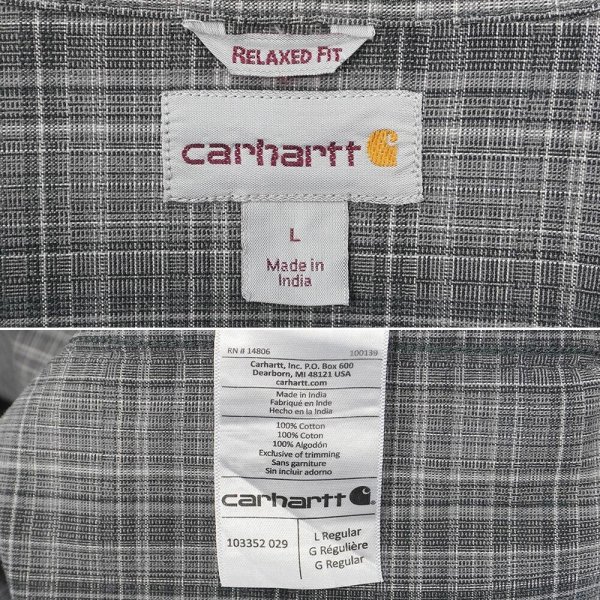 RELAXED FIT
carhartt
L
Made in
India
RN # 14806 100139
Carhartt, Inc. P.O. Box 600
Dearborn, MI 48121 USA
carhartt.com
Made in India
Fabriqué en Inde
Hecho en la India
100% Cotton
100% Coton
100% Algodón
Exclusive of trimming
Sans garniture
Sin incluir adorno
carhartt
103352 029
L Regular
G Régulière
G Regular